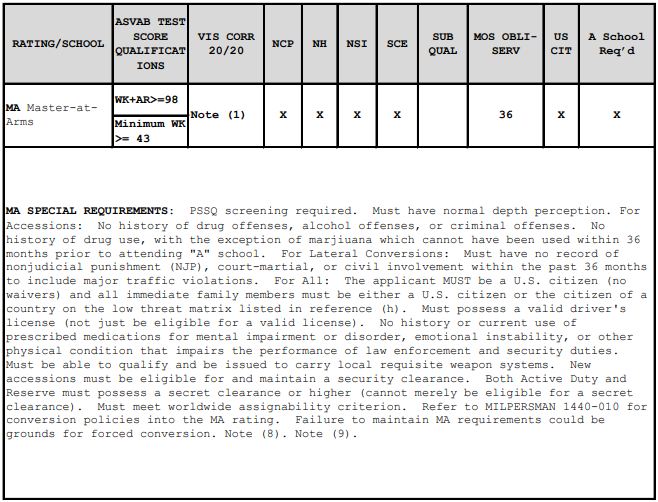 RATING/SCHOOL
ASVAB TEST
SCORE
QUALIFICAT
IONS
VIS CORR
20/20
NCP
NH
NSI
SCE
SUB
QUAL
MOS OBLI-
SERV
US
CIT
A School
Req'd
MA Master-at-
Arms
WK+AR>=98
Minimum WK
>= 43
Note (1)
X
X
X
X
36
X
X
MA SPECIAL REQUIREMENTS: PSSQ screening required. Must have normal depth perception. For
Accessions: No history of drug offenses, alcohol offenses, or criminal offenses. No
history of drug use, with the exception of marjiuana which cannot have been used within 36
months prior to attending "A" school. For Lateral Conversions: Must have no record of
nonjudicial punishment (NJP), court-martial, or civil involvement within the past 36 months
to include major traffic violations. For All: The applicant MUST be a U.S. citizen (no
waivers) and all immediate family members must be either a U.S. citizen or the citizen of a
country on the low threat matrix listed in reference (h). Must possess a valid driver's
license (not just be eligible for a valid license). No history or current use of
prescribed medications for mental impairment or disorder, emotional instability, or other
physical condition that impairs the performance of law enforcement and security duties.
Must be able to qualify and be issued to carry local requisite weapon systems. New
accessions must be eligible for and maintain a security clearance. Both Active Duty and
Reserve must possess a secret clearance or higher (cannot merely be eligible for a secret
clearance). Must meet worldwide assignability criterion. Refer to MILPERSMAN 1440-010 for
conversion policies into the MA rating. Failure to maintain MA requirements could be
grounds for forced conversion. Note (8). Note (9).